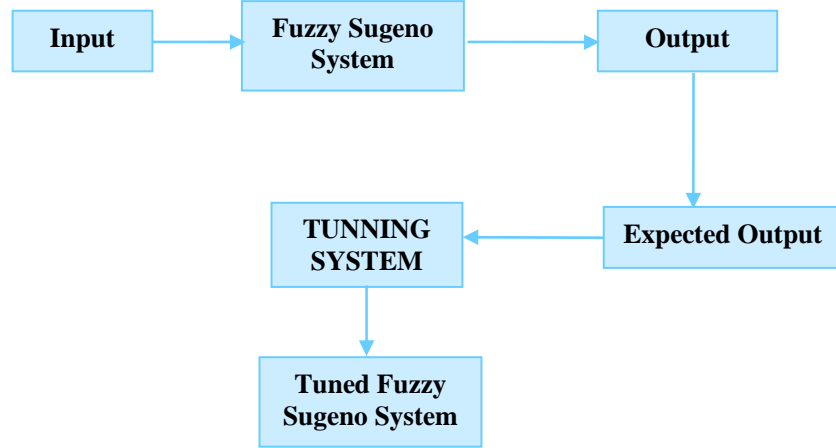 Input
Fuzzy Sugeno
System
Output
Expected Output
TUNNING
SYSTEM
Tuned Fuzzy
Sugeno System